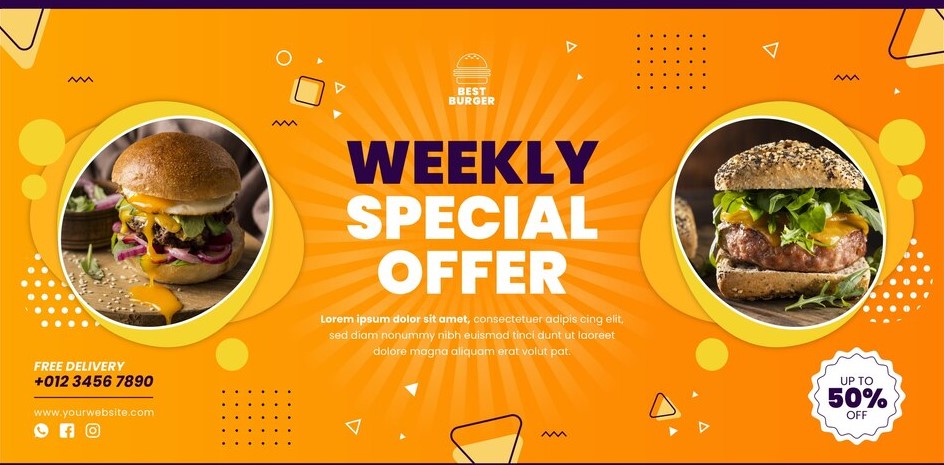 BEST
BURGER
WEEKLY
SPECIAL
OFFER
Lorem ipsum dolor sit amet, consectetuer adipis cing elit,
sed diam nonummy nibh euismod tinci dunt ut laoreet
dolore magna aliquam erat volut pat.
FREE DELIVERY
+012 3456 7890
www.yourwebsite.com
UP TO
50%
OFF